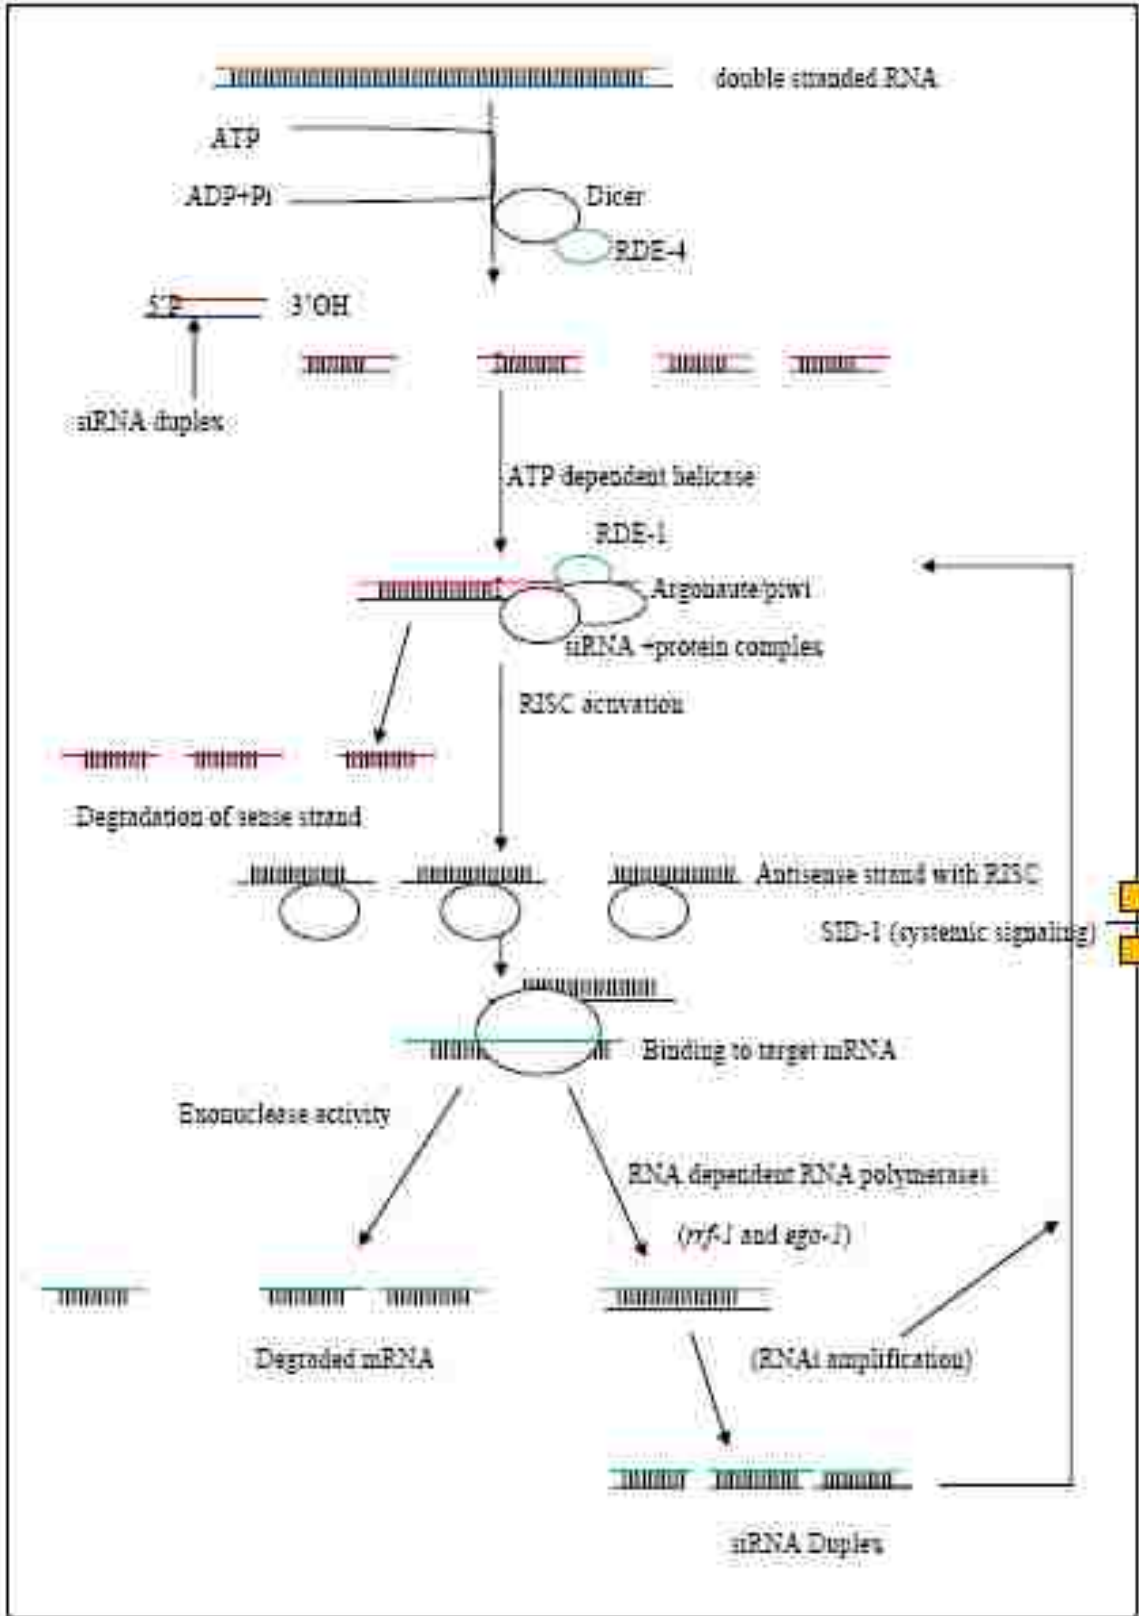 double stranded RNA
ATP
ADP+Pi
Dicer
RDE-4
5'P 3'OH
siRNA duplex
ATP dependent helicase
RDE-1
Argonaute/piwi
siRNA +protein complex
RISC activation
Degradation of sense strand
Antisense strand with RISC
SID-1 (systemic signaling)
Binding to target mRNA
Exonuclease activity
RNA dependent RNA polymerases
(rrf-1 and ego-1)
Degraded mRNA
(RNAi amplification)
siRNA Duplex